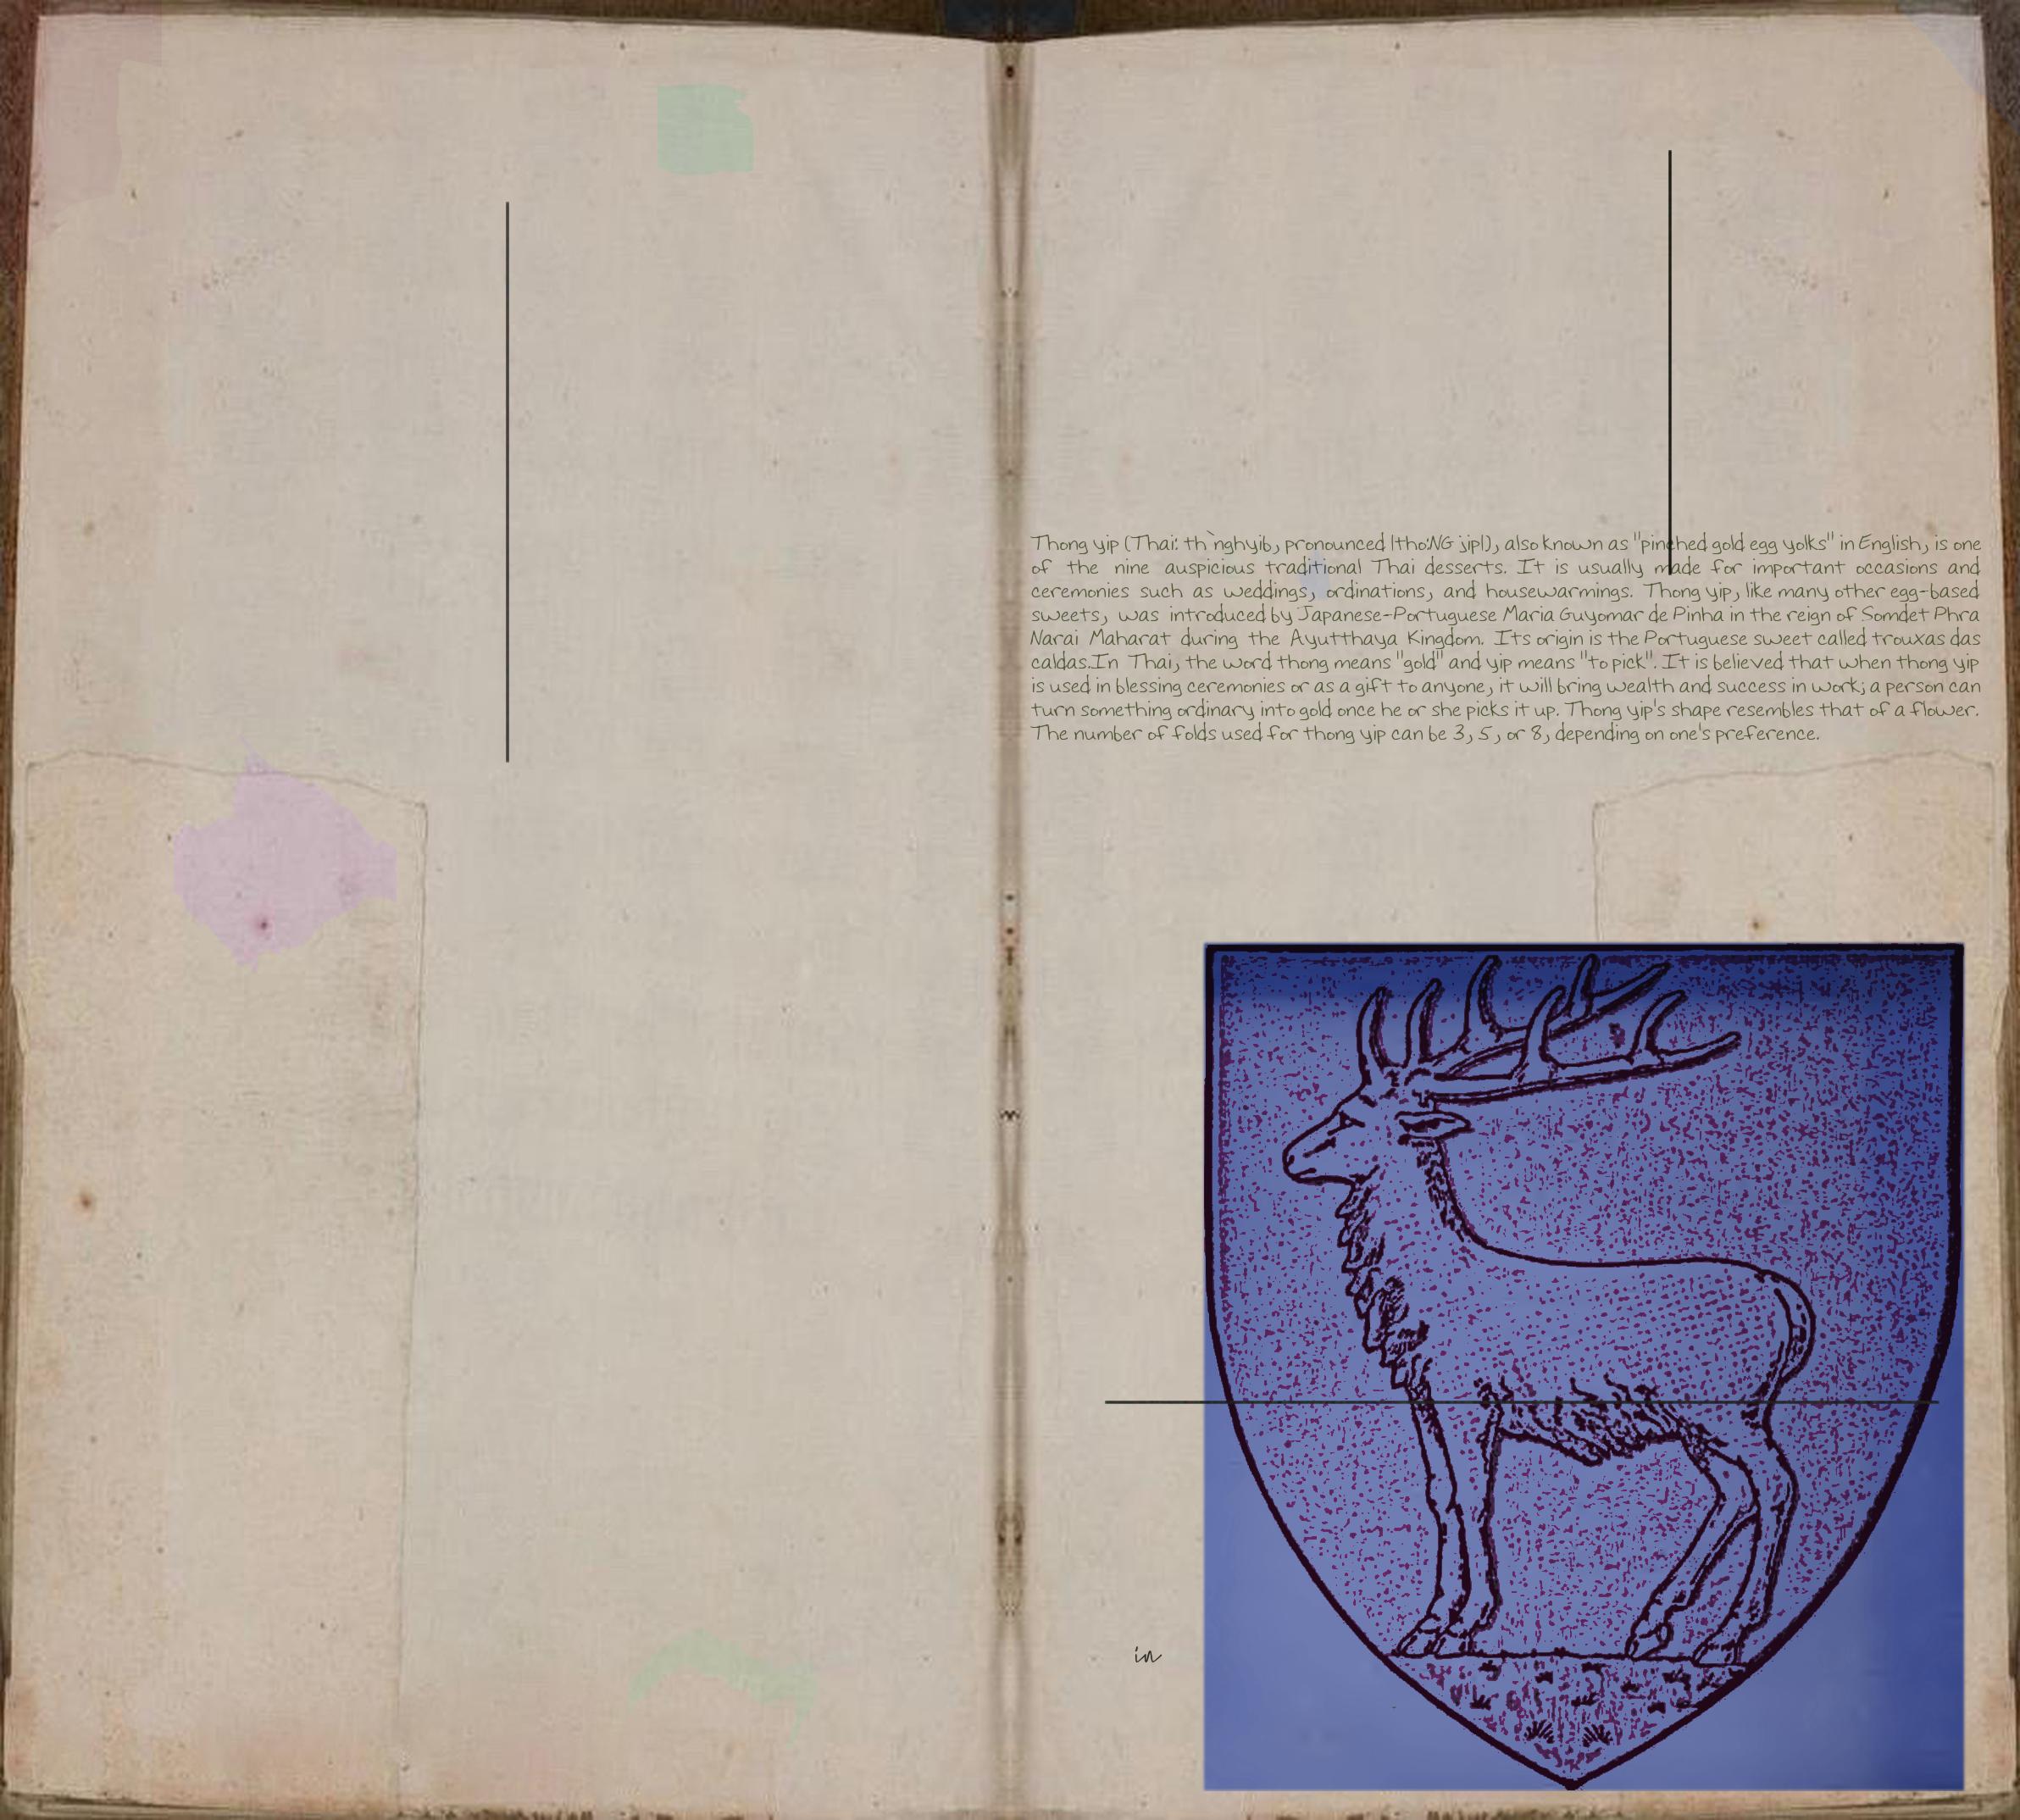 Thong yip (Thai: th`nghyib, pronounced |tho:NG jip|), also known as "pinched gold egg yolks" in English, is one
of the nine auspicious traditional Thai desserts. It is usually made for important occasions and
ceremonies such as weddings, ordinations, and housewarmings. Thong yip, like many other egg-based
sweets, was introduced by Japanese-Portuguese Maria Guyomar de Pinha in the reign of Somdet Phra
Narai Maharat during the Ayutthaya Kingdom. Its origin is the Portuguese sweet called trouxas das
caldas.In Thai, the word thong means "gold" and yip means "to pick". It is believed that when thong yip
is used in blessing ceremonies or as a gift to anyone, it will bring wealth and success in work; a person can
turn something ordinary into gold once he or she picks it up. Thong yip's shape resembles that of a flower.
The number of folds used for thong yip can be 3, 5, or 8, depending on one's preference.
in